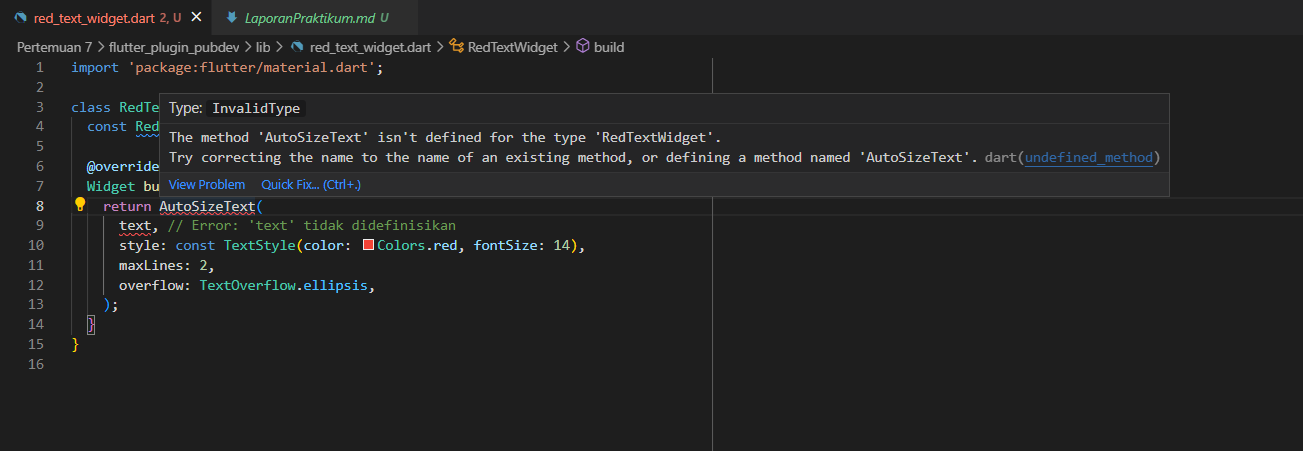 red_text_widget.dart 2, U
LaporanPraktikum.md U
Pertemuan 7 > flutter_plugin_pubdev > lib > red_text_widget.dart > RedTextWidget > build
1 import 'package:flutter/material.dart';
2
3 class RedTe
Type: InvalidType
4 const Red
The method 'AutoSizeText' isn't defined for the type 'RedTextWidget'.
5
Try correcting the name to the name of an existing method, or defining a method named 'AutoSizeText'. dart(undefined_method)
6 @override
7 Widget bu
View Problem Quick Fix... (Ctrl+.)
8 return AutoSizeText(
9 text, // Error: 'text' tidak didefinisikan
10 style: const TextStyle(color: Colors.red, fontSize: 14),
11 maxLines: 2,
12 overflow: TextOverflow.ellipsis,
13 );
14 }
15 }
16